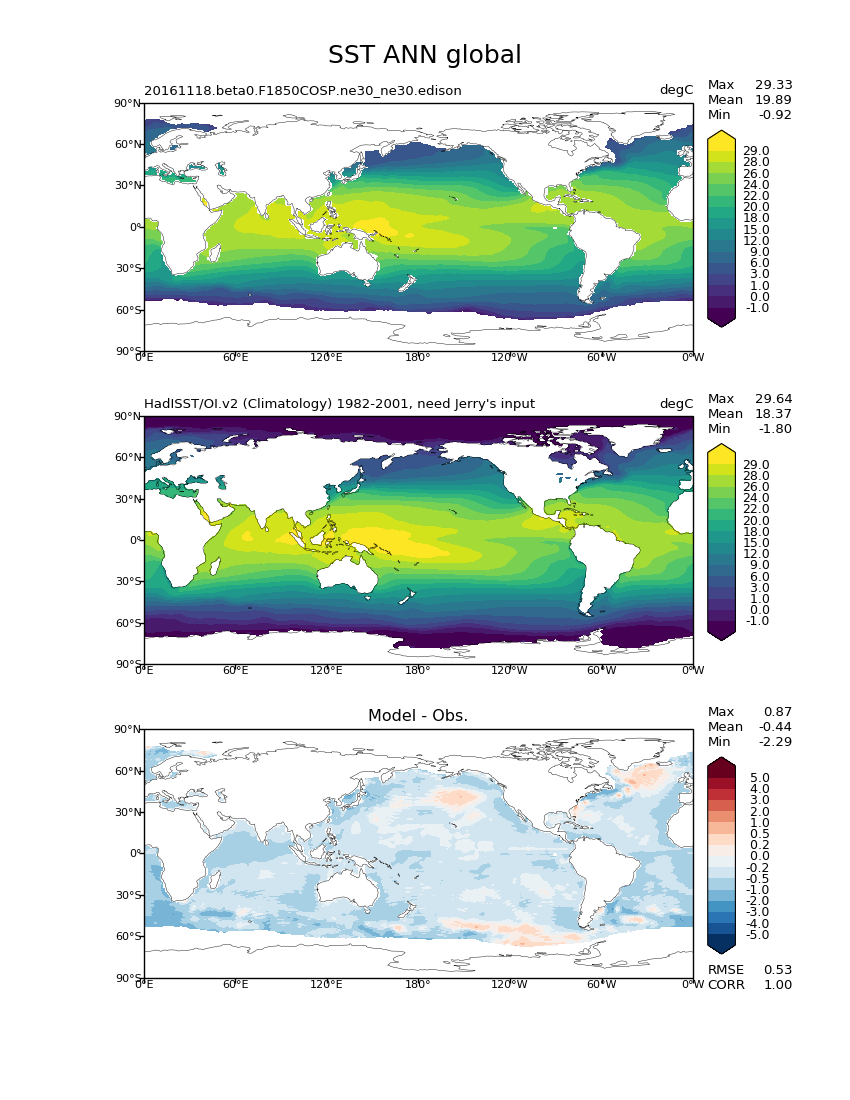 SST ANN global
20161118.beta0.F1850COSP.ne30_ne30.edison
degC
Max 29.33
Mean 19.89
Min -0.92
90°N
60°N
30°N
0°
30°S
60°S
90°S
0°E 60°E 120°E 180° 120°W 60°W 0°W
29.0
28.0
26.0
24.0
22.0
20.0
18.0
15.0
12.0
9.0
6.0
3.0
1.0
0.0
-1.0
HadISST/OI.v2 (Climatology) 1982-2001, need Jerry's input
degC
Max 29.64
Mean 18.37
Min -1.80
90°N
60°N
30°N
0°
30°S
60°S
90°S
0°E 60°E 120°E 180° 120°W 60°W 0°W
29.0
28.0
26.0
24.0
22.0
20.0
18.0
15.0
12.0
9.0
6.0
3.0
1.0
0.0
-1.0
Model - Obs.
Max 0.87
Mean -0.44
Min -2.29
90°N
60°N
30°N
0°
30°S
60°S
90°S
0°E 60°E 120°E 180° 120°W 60°W 0°W
5.0
4.0
3.0
2.0
1.0
0.5
0.2
0.0
-0.2
-0.5
-1.0
-2.0
-3.0
-4.0
-5.0
RMSE 0.53
CORR 1.00